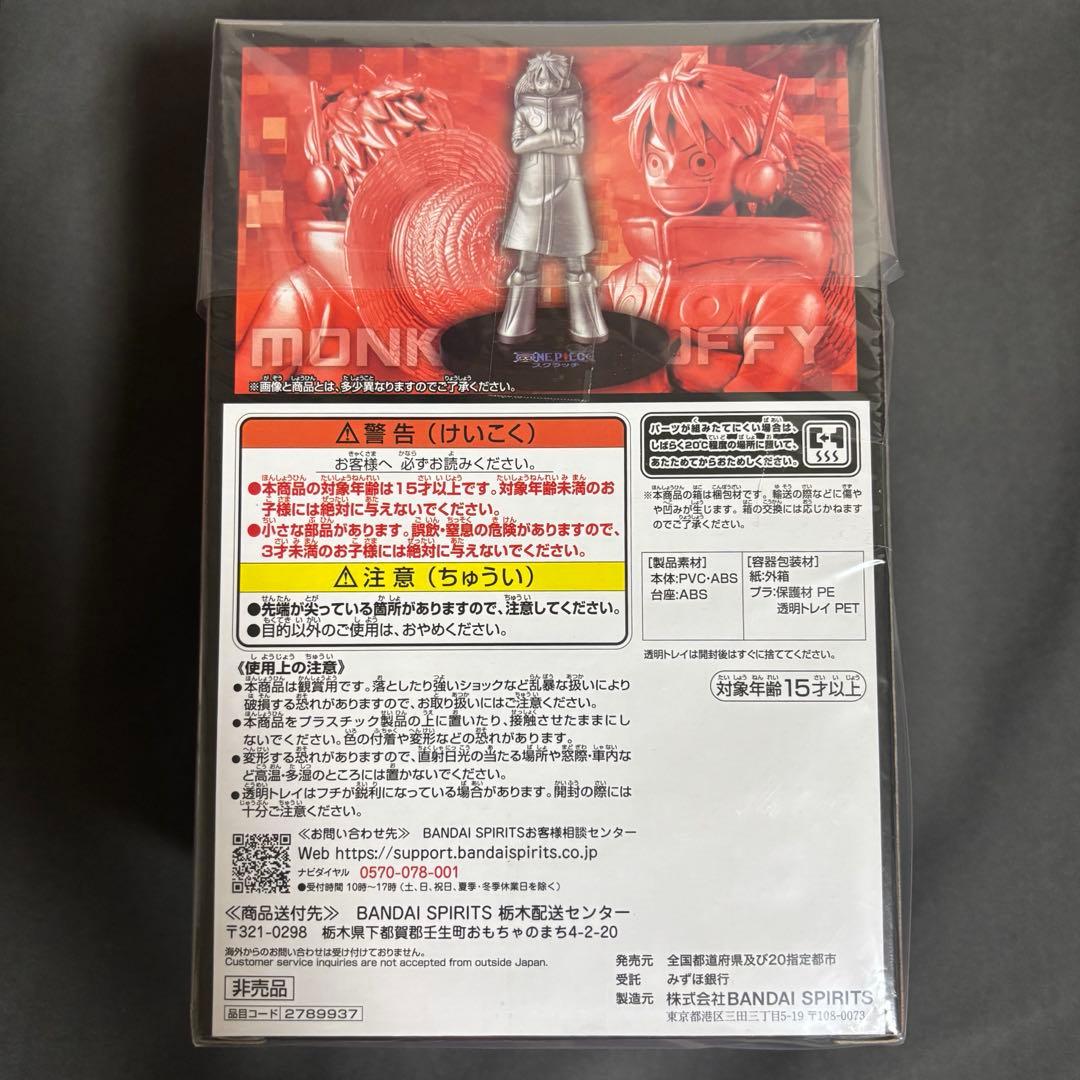 MONK UFFY
ONE PIECE
スクラッチ
※画像と商品とは、多少異なりますのでご了承ください。
⚠警告（けいこく）
お客様へ 必ずお読みください。
●本商品の対象年齢は15才以上です。対象年齢未満のお
子様には絶対に与えないでください。
●小さな部品があります。誤飲・窒息の危険がありますので、
3才未満のお子様には絶対に与えないでください。
⚠注意（ちゅうい）
●先端が尖っている箇所がありますので、注意してください。
●目的以外のご使用は、おやめください。
パーツが組みたてにくい場合は、
しばらく20℃程度の場所に置いて、
あたためてからおためしください。
※本商品の箱は梱包材です。輸送の際などに傷や
や凹みが生じます。箱の交換には応じかねます
のでご了承ください。
[製品素材]
本体:PVC・ABS
台座:ABS
[容器包装材]
紙:外箱
プラ:保護材 PE
透明トレイ PET
透明トレイは開封後はすぐに捨ててください。
対象年齢15才以上
《使用上の注意》
●本商品は観賞用です。落としたり強いショックなど乱暴な扱いにより
破損する恐れがありますので、お取り扱いにはご注意ください。
●本商品をプラスチック製品の上に置いたり、接触させたままにし
ないでください。色の付着や変形などの恐れがあります。
●変形する恐れがありますので、直射日光の当たる場所や窓際・車内な
ど高温・多湿のところには置かないでください。
●透明トレイはフチが鋭利になっている場合があります。開封の際には
十分ご注意ください。
≪お問い合わせ先≫ BANDAI SPIRITSお客様相談センター
Web https://support.bandaispirits.co.jp
ナビダイヤル 0570-078-001
●受付時間 10時〜17時（土、日、祝日、夏季・冬季休業日を除く）
≪商品送付先≫ BANDAI SPIRITS 栃木配送センター
〒321-0298 栃木県下都賀郡壬生町おもちゃのまち4-2-20
海外からのお問い合わせは受け付けておりません。
Customer service inquiries are not accepted from outside Japan.
非売品
品目コード 2789937
発売元 全国都道府県及び20指定都市
受託 みずほ銀行
製造元 株式会社BANDAI SPIRITS
東京都港区三田三丁目5-19 〒108-0073